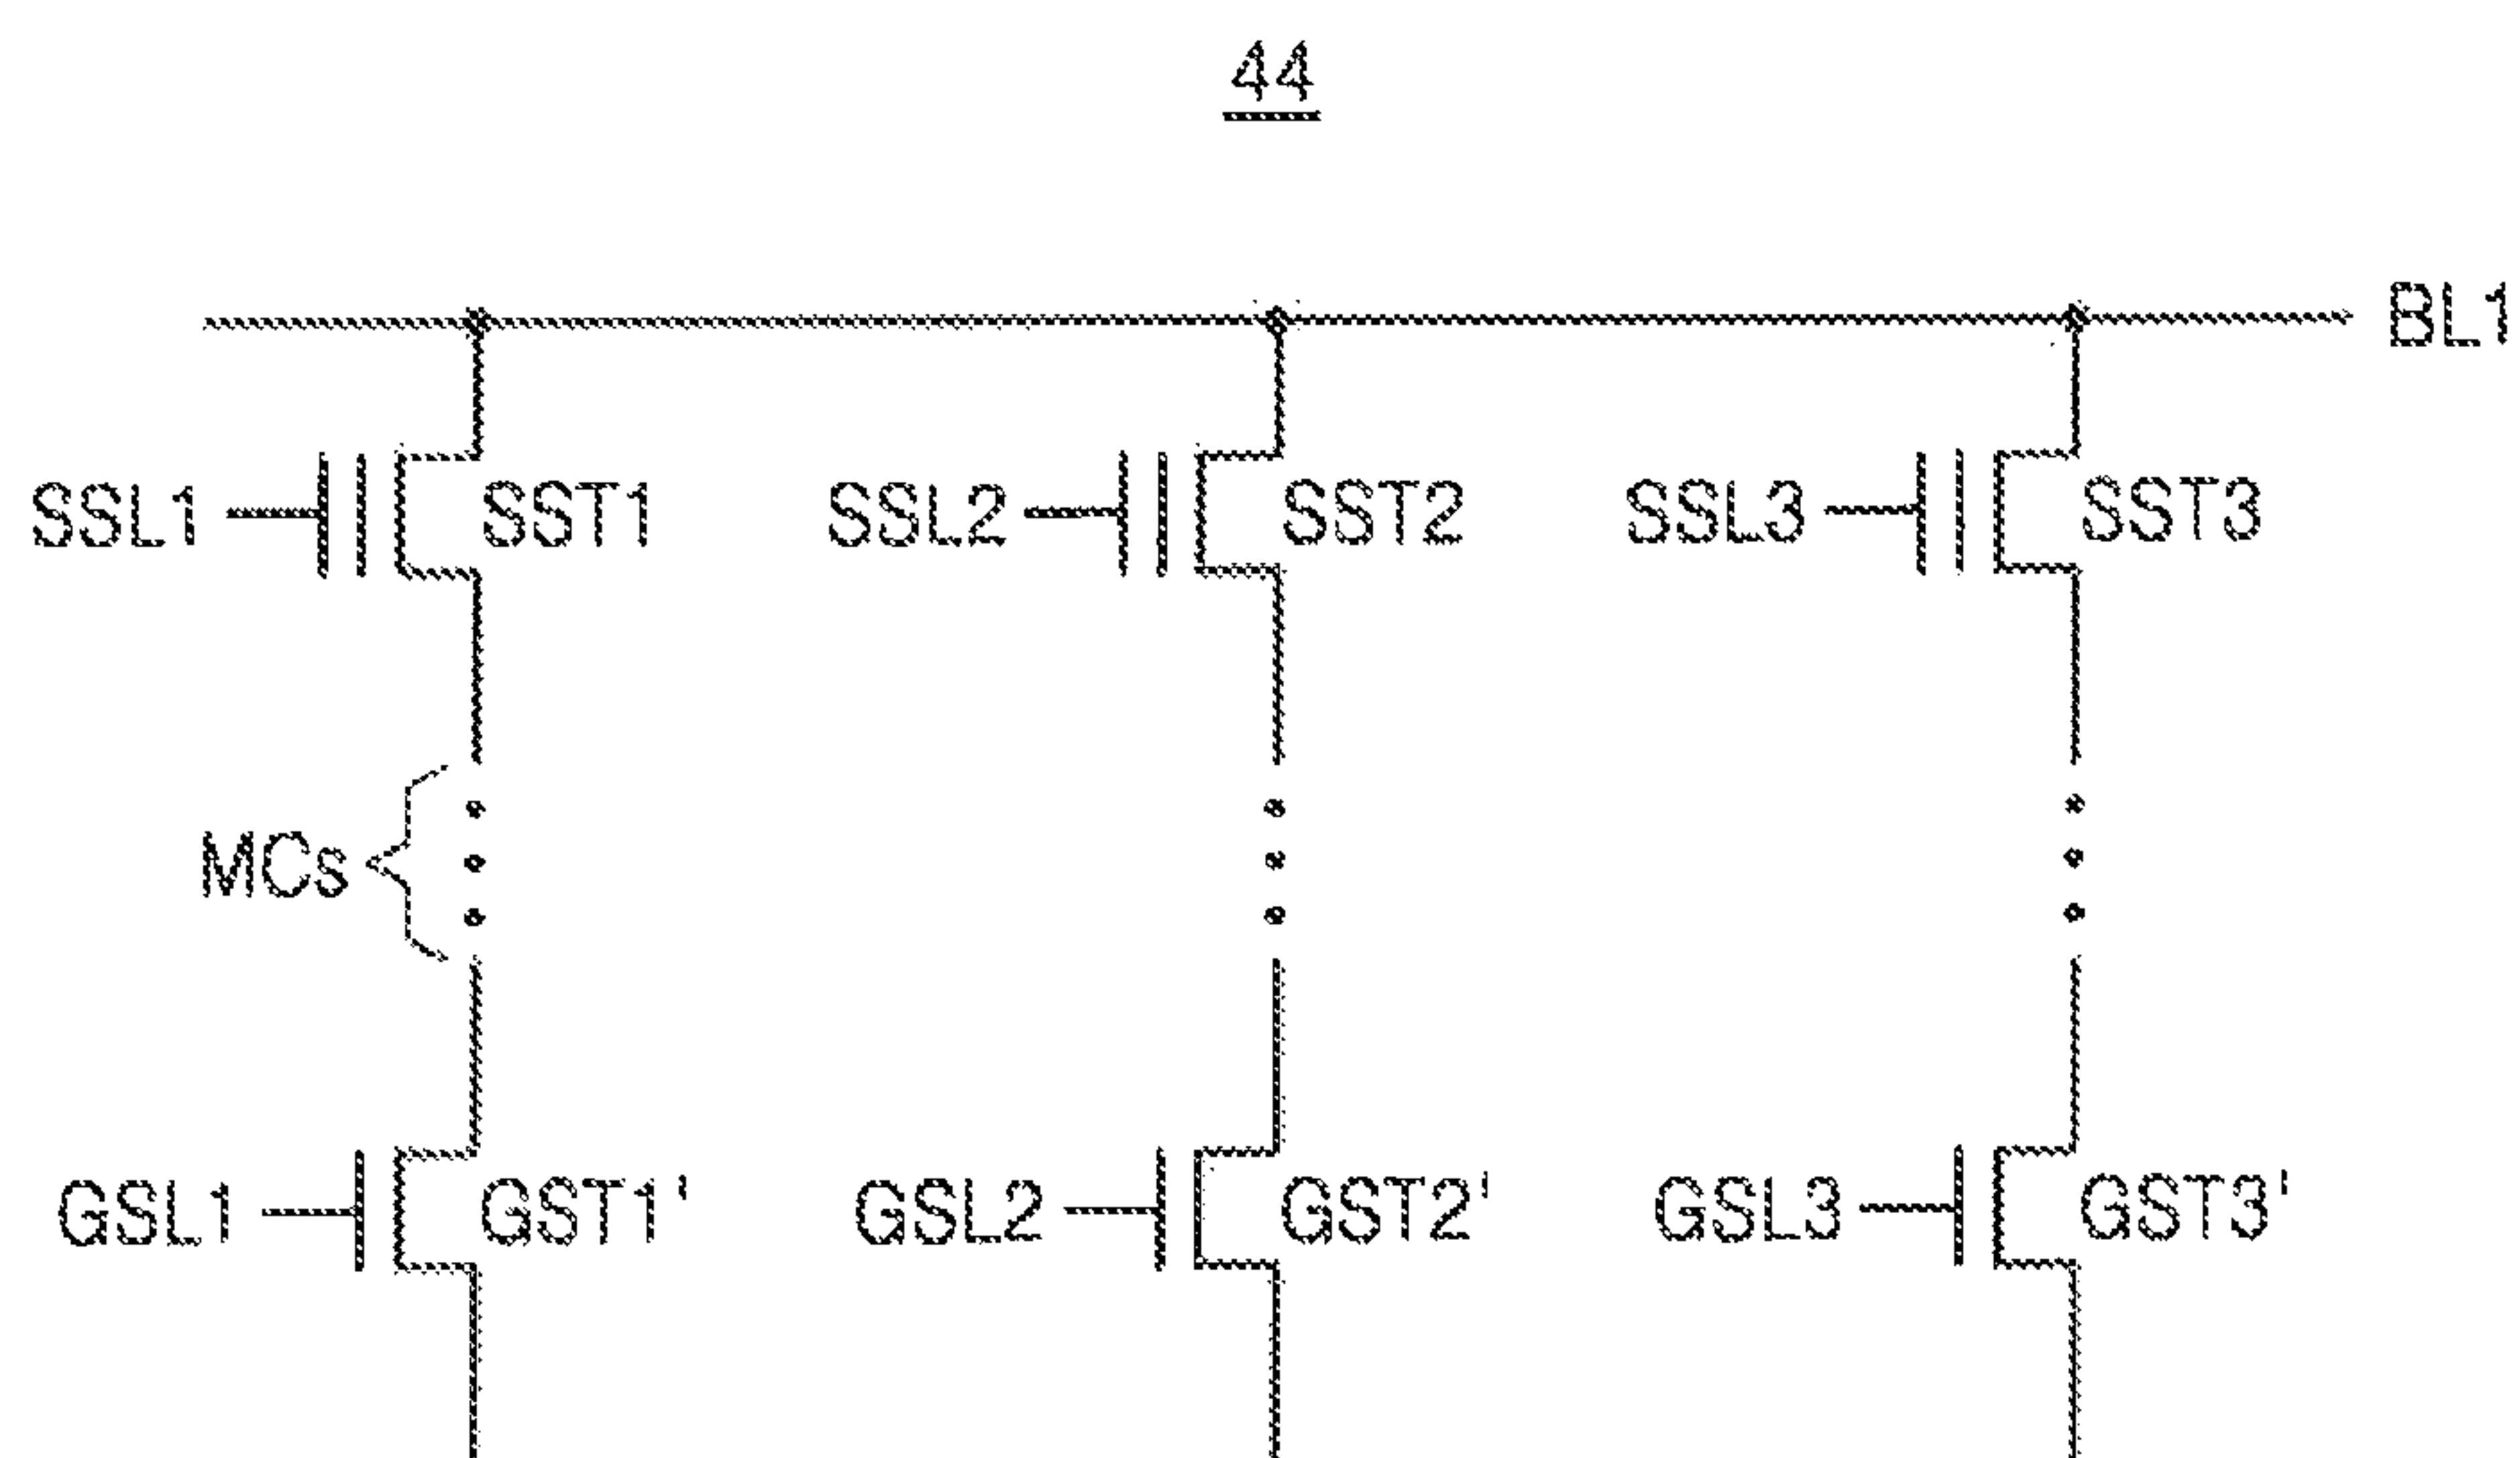 44
BL1
SSL1 SST1 SSL2 SST2 SSL3 SST3
MCs
GSL1 GST1' GSL2 GST2' GSL3 GST3'